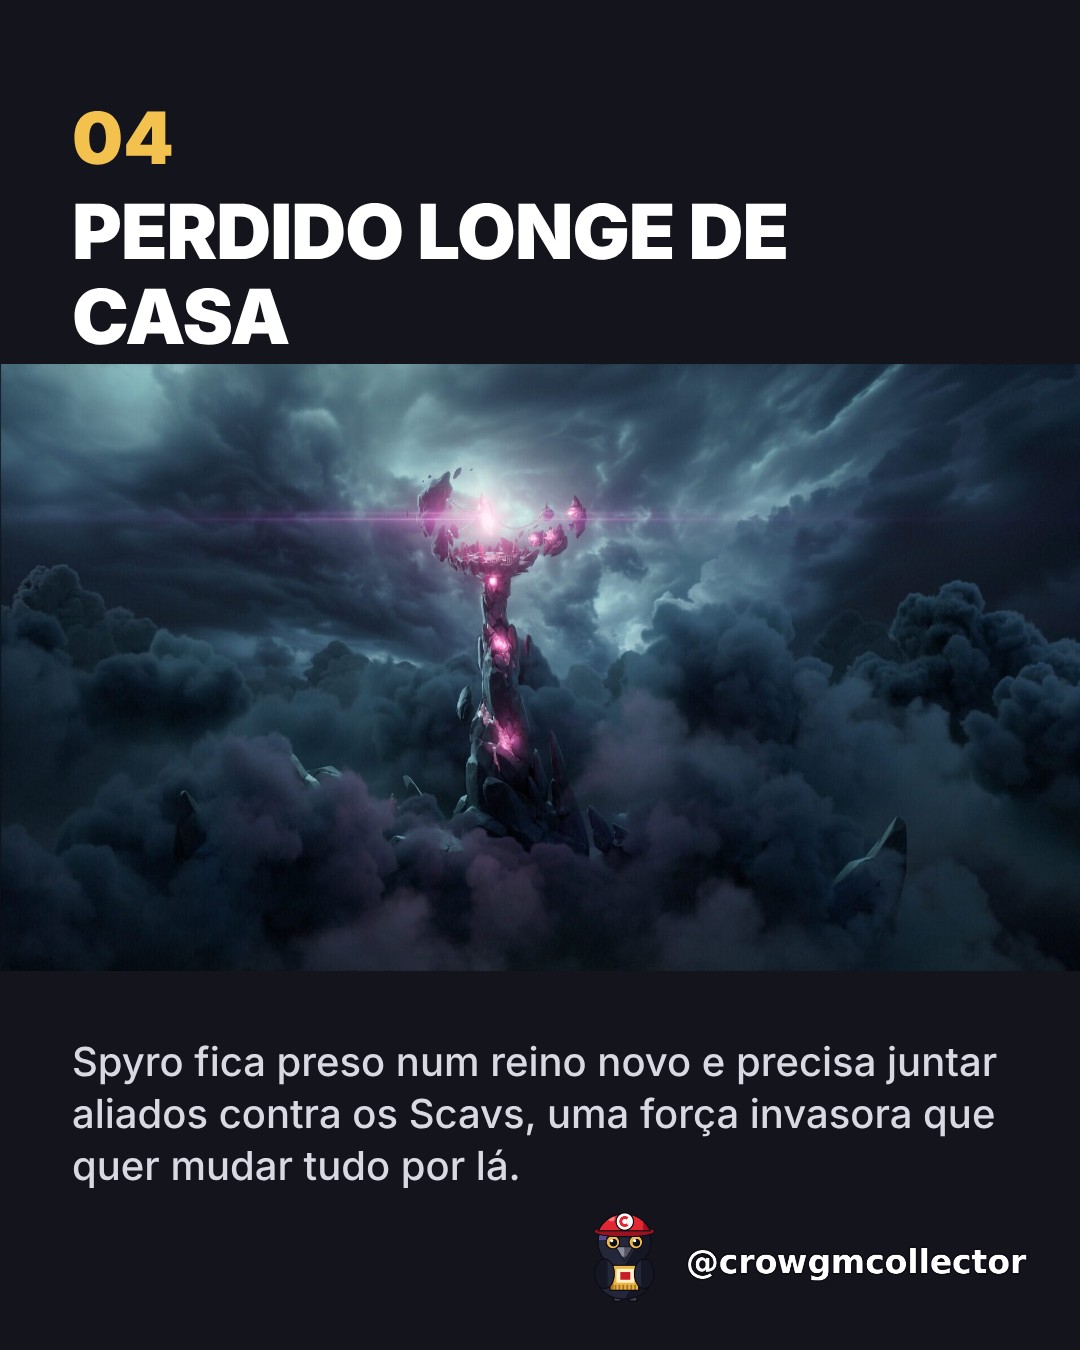 04
PERDIDO LONGE DE
CASA
Spyro fica preso num reino novo e precisa juntar
aliados contra os Scavs, uma força invasora que
quer mudar tudo por lá.
C
@crowgmcollector